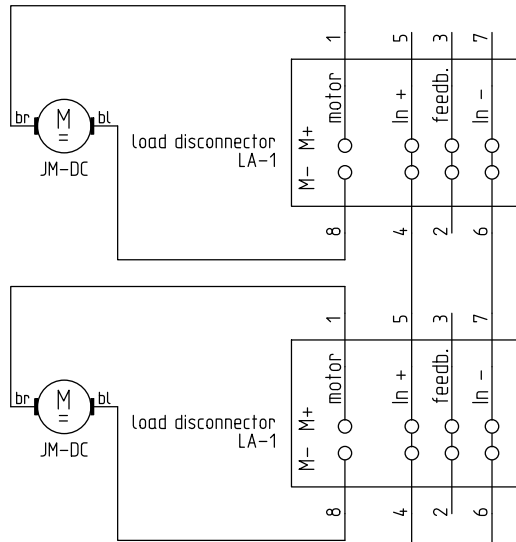 1 5 3 7
br M bl
=
JM-DC
load disconnector
LA-1
M+ motor In + feedb. In -
M-
8 4 2 6
1 5 3 7
br M bl
=
JM-DC
load disconnector
LA-1
M+ motor In + feedb. In -
M-
8 4 2 6